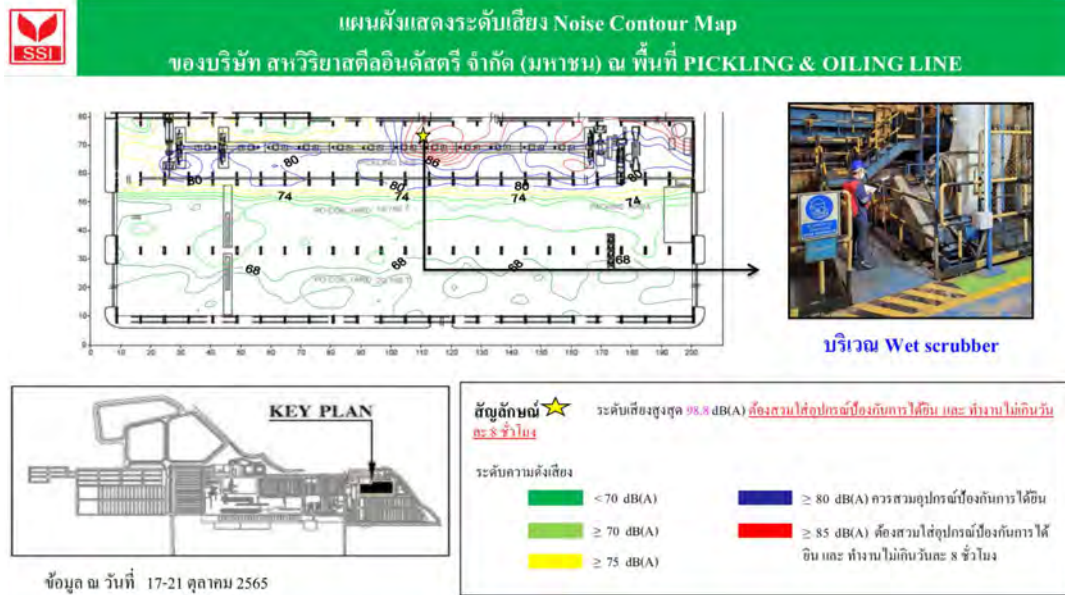 SSI
แผนผังแสดงระดับเสียง Noise Contour Map
ของบริษัท สหวิริยาสตีลอินดัสตรี จำกัด (มหาชน) ณ พื้นที่ PICKLING & OILING LINE
80
70
60
50
40
30
20
10
0
0 10 20 30 40 50 60 70 80 90 100 110 120 130 140 150 160 170 180 190 200
80
86
80
80
80
80
74
74
74
74
68
68
68
68
บริเวณ Wet scrubber
KEY PLAN
ข้อมูล ณ วันที่ 17-21 ตุลาคม 2565
สัญลักษณ์ ระดับเสียงสูงสุด 98.8 dB(A) ต้องสวมใส่อุปกรณ์ป้องกันการได้ยิน และ ทำงานไม่เกินวัน
ละ 8 ชั่วโมง
ระดับความดังเสียง
<70 dB(A)
≥ 70 dB(A)
≥ 75 dB(A)
≥ 80 dB(A) ควรสวมอุปกรณ์ป้องกันการได้ยิน
≥ 85 dB(A) ต้องสวมใส่อุปกรณ์ป้องกันการได้
ยิน และ ทำงานไม่เกินวันละ 8 ชั่วโมง